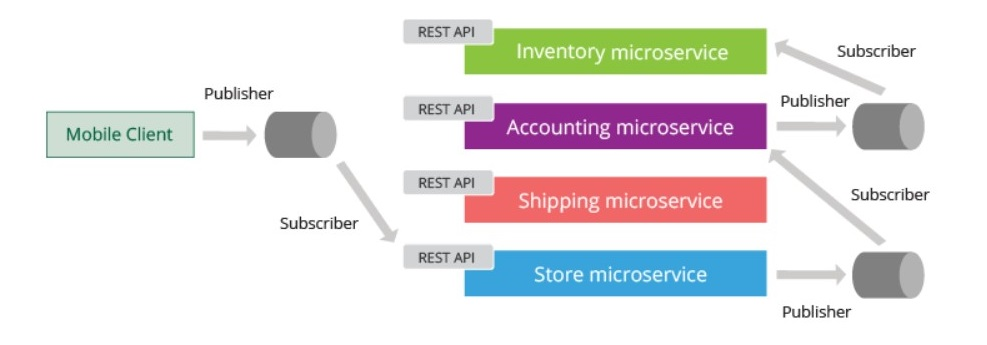 REST API
Inventory microservice
Subscriber
Publisher
REST API
Accounting microservice
Publisher
Mobile Client
REST API
Shipping microservice
Subscriber
Subscriber
REST API
Store microservice
Publisher